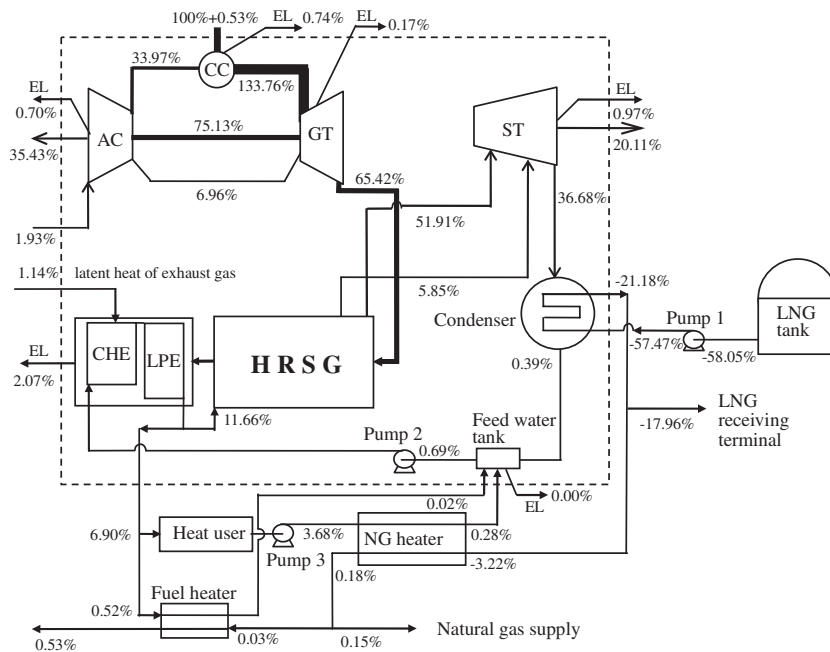 100%+0.53%
EL
0.74%
EL
0.17%
33.97%
CC
133.76%
EL
0.70%
AC
75.13%
GT
35.43%
6.96%
65.42%
1.93%
ST
EL
0.97%
20.11%
51.91%
36.68%
1.14%
latent heat of exhaust gas
5.85%
-21.18%
Condenser
Pump 1
LNG
tank
-57.47%
-58.05%
0.39%
CHE
LPE
HRSG
EL
2.07%
11.66%
Feed water
tank
Pump 2
0.69%
-17.96%
LNG
receiving
terminal
0.02%
EL
0.00%
6.90%
Heat user
3.68%
Pump 3
NG heater
0.28%
-3.22%
0.18%
Fuel heater
0.52%
0.53%
0.03%
0.15%
Natural gas supply